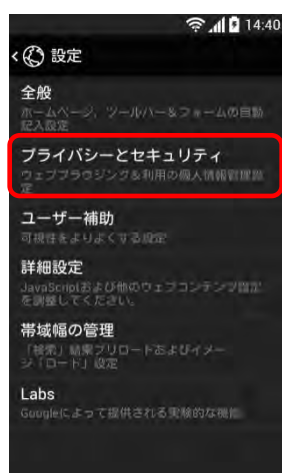 14:40
設定
全般
ホームページ、ツールバー＆フォームの自動
記入設定
プライバシーとセキュリティ
ウェブブラウジング＆利用の個人情報管理設
定
ユーザー補助
可視性をよりよくする設定
詳細設定
JavaScriptおよび他のウェブコンテンツ設定
を調整してください。
帯域幅の管理
「検索」結果プリロードおよびイメー
ジ「ロード」設定
Labs
Googleによって提供される実験的な機能